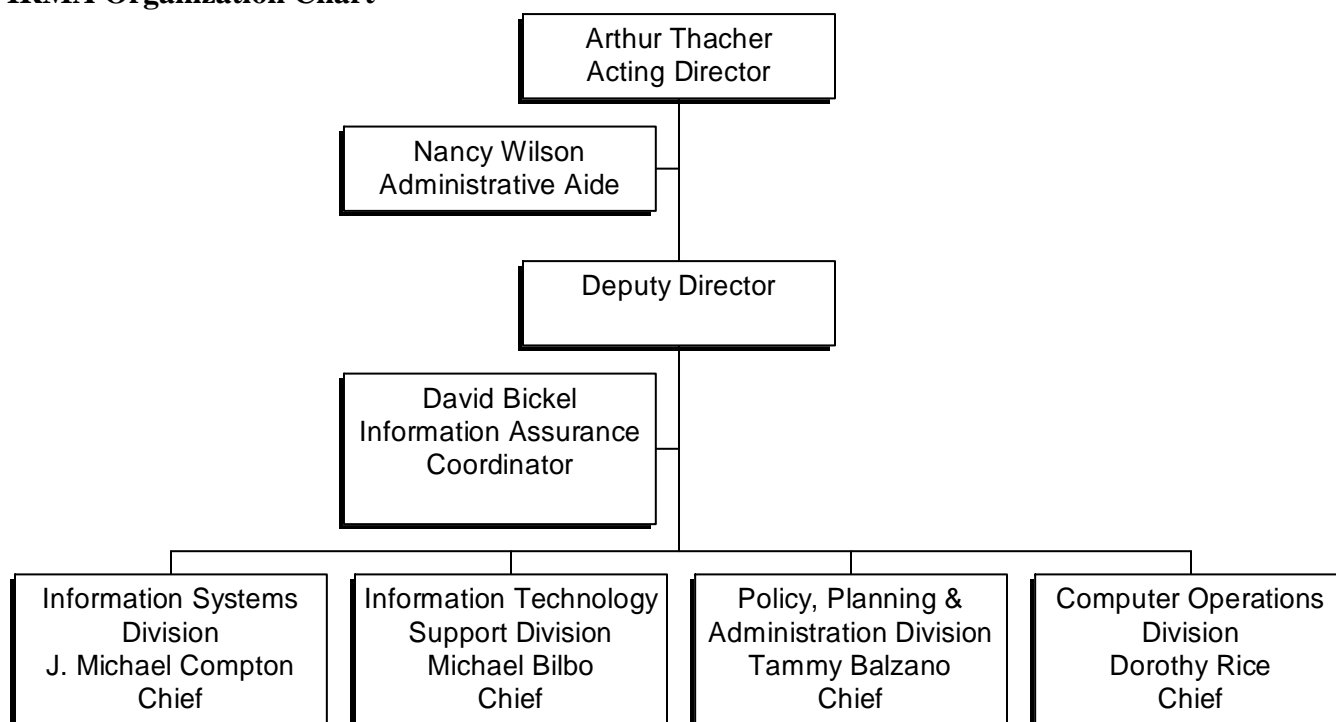 IRMA Organization Chart
Arthur Thacher
Acting Director
Nancy Wilson
Administrative Aide
Deputy Director
David Bickel
Information Assurance
Coordinator
Information Systems
Division
J. Michael Compton
Chief
Information Technology
Support Division
Michael Bilbo
Chief
Policy, Planning &
Administration Division
Tammy Balzano
Chief
Computer Operations
Division
Dorothy Rice
Chief